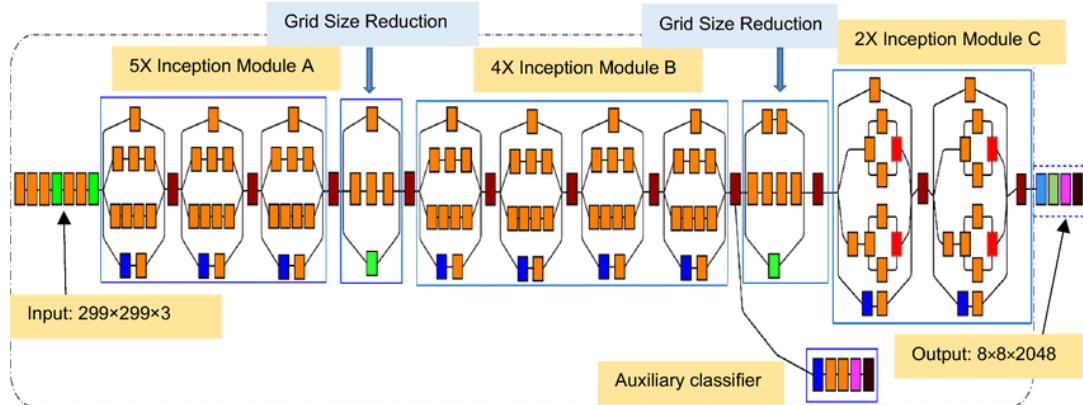 Grid Size Reduction
Grid Size Reduction
5X Inception Module A
4X Inception Module B
2X Inception Module C
Input: 299×299×3
Auxiliary classifier
Output: 8×8×2048